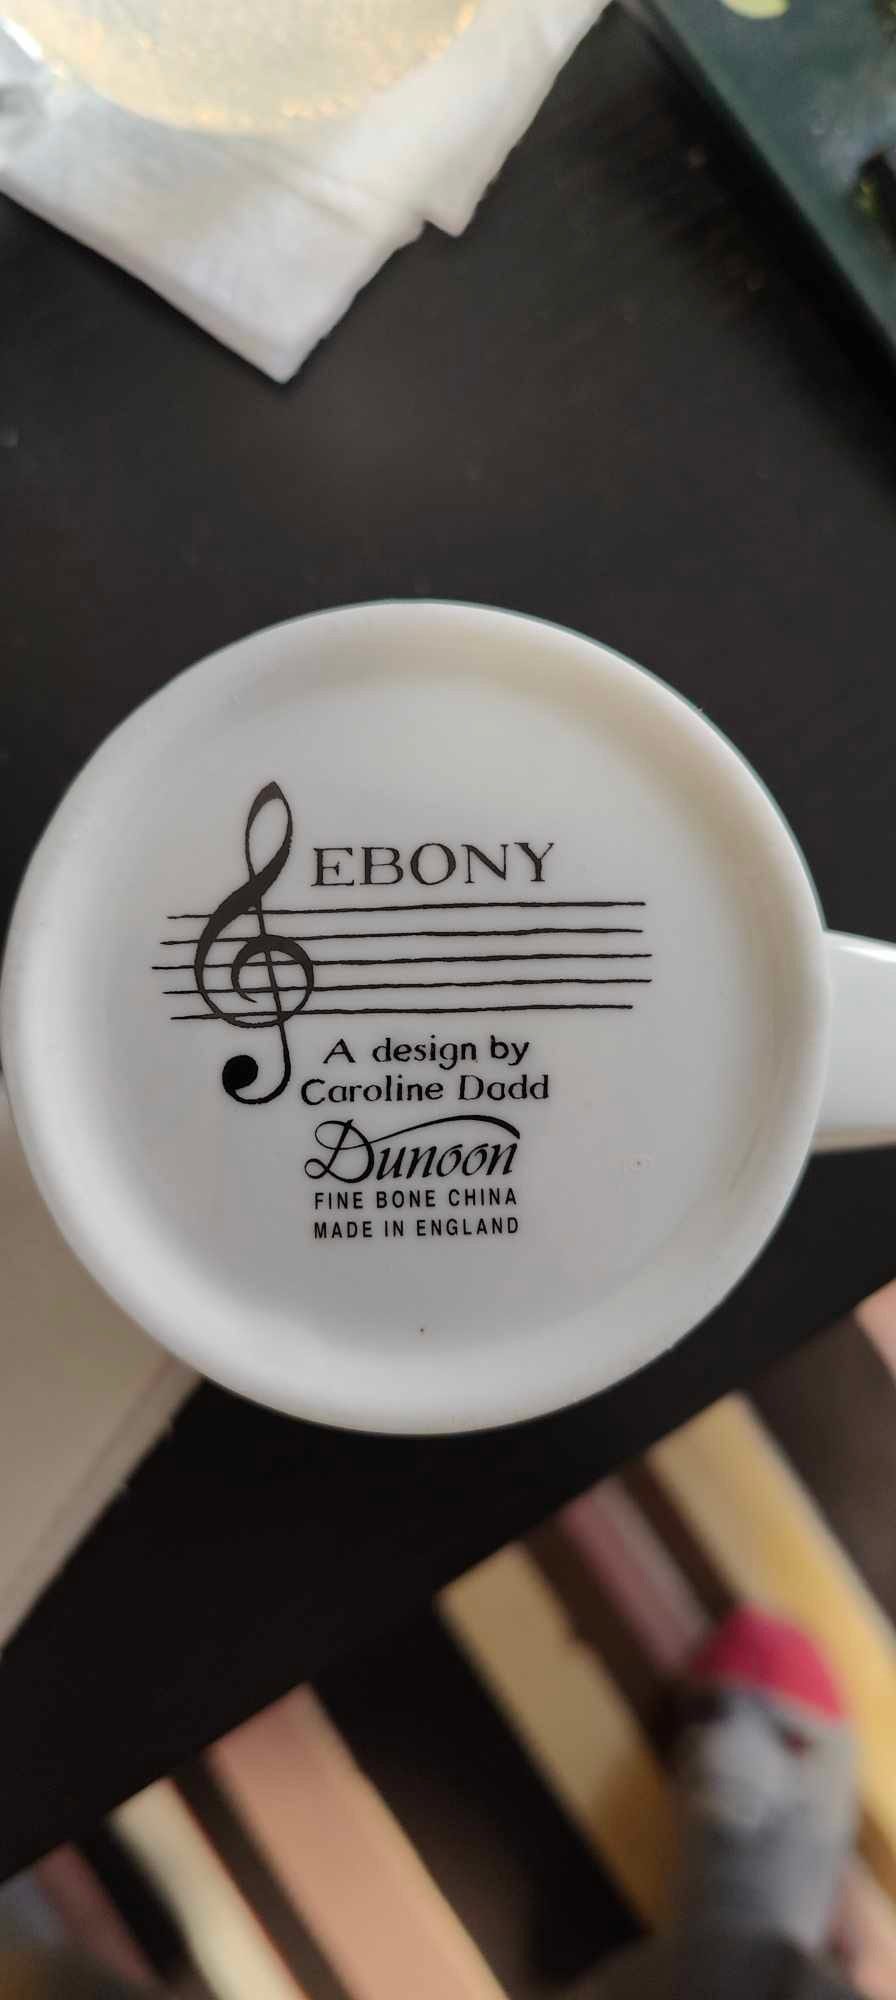 EBONY
A design by
Caroline Dadd
Dunoon
FINE BONE CHINA
MADE IN ENGLAND